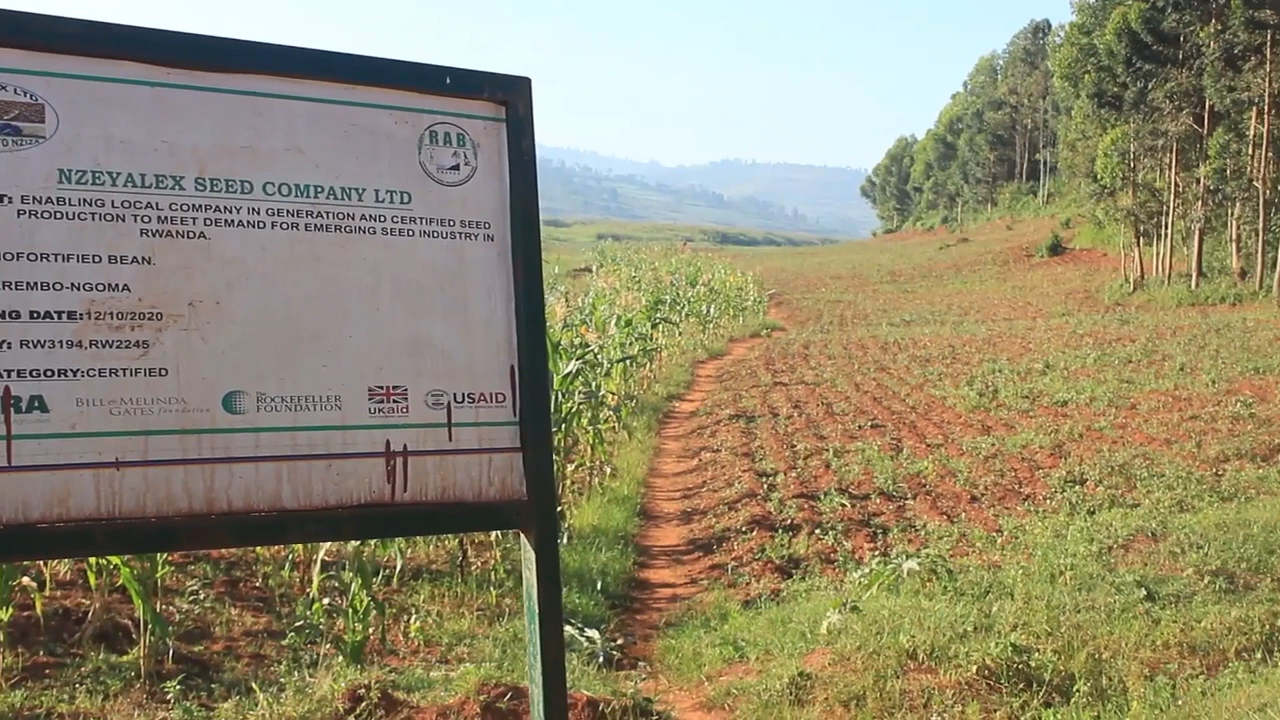 X LTD
O NZIZA
RAB
NZEYALEX SEED COMPANY LTD
T: ENABLING LOCAL COMPANY IN GENERATION AND CERTIFIED SEED
PRODUCTION TO MEET DEMAND FOR EMERGING SEED INDUSTRY IN
RWANDA.
IOFORTIFIED BEAN.
REMBO-NGOMA
NG DATE:12/10/2020
Y: RW3194,RW2245
ATEGORY:CERTIFIED
RA
BILL & MELINDA
GATES foundation
The
ROCKEFELLER
FOUNDATION
ukaid
USAID